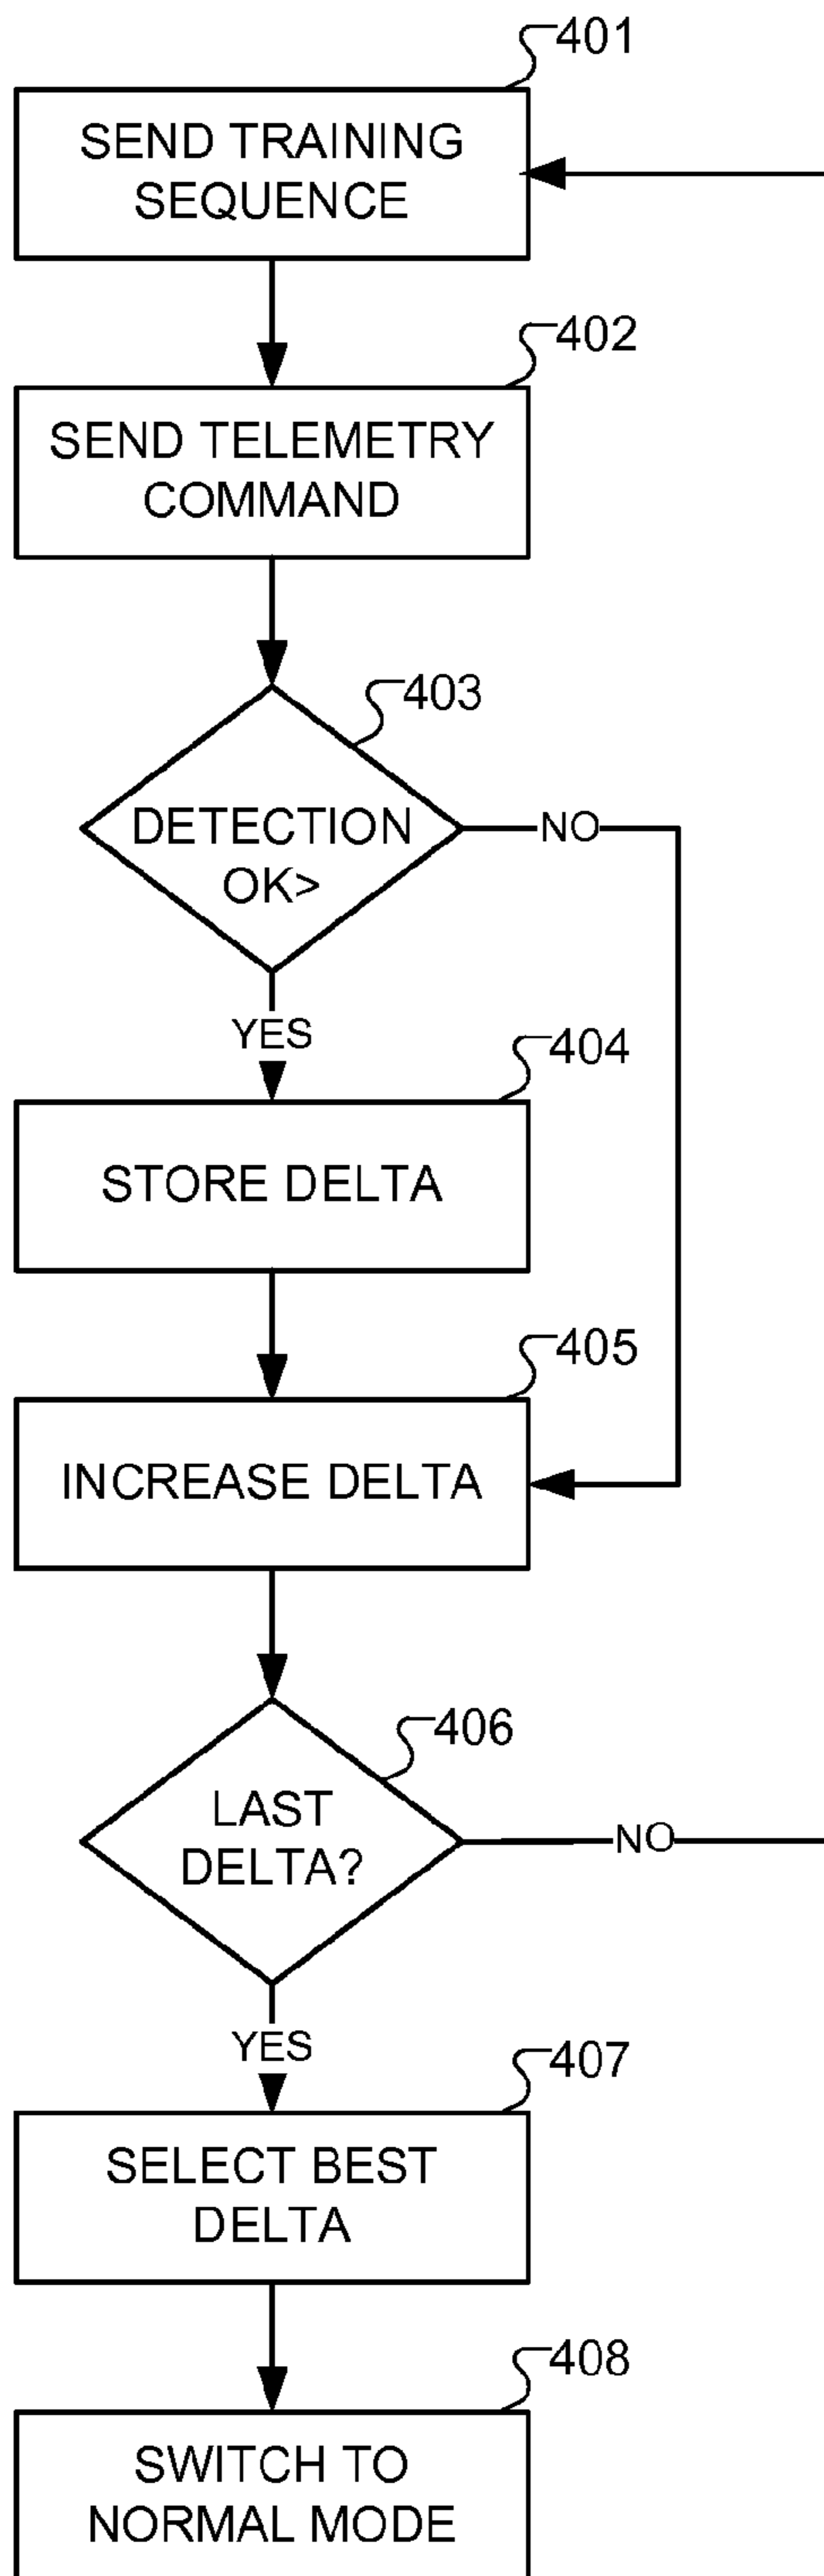 401
SEND TRAINING
SEQUENCE
402
SEND TELEMETRY
COMMAND
403
DETECTION
OK>
NO
YES
404
STORE DELTA
405
INCREASE DELTA
406
LAST
DELTA?
NO
YES
407
SELECT BEST
DELTA
408
SWITCH TO
NORMAL MODE